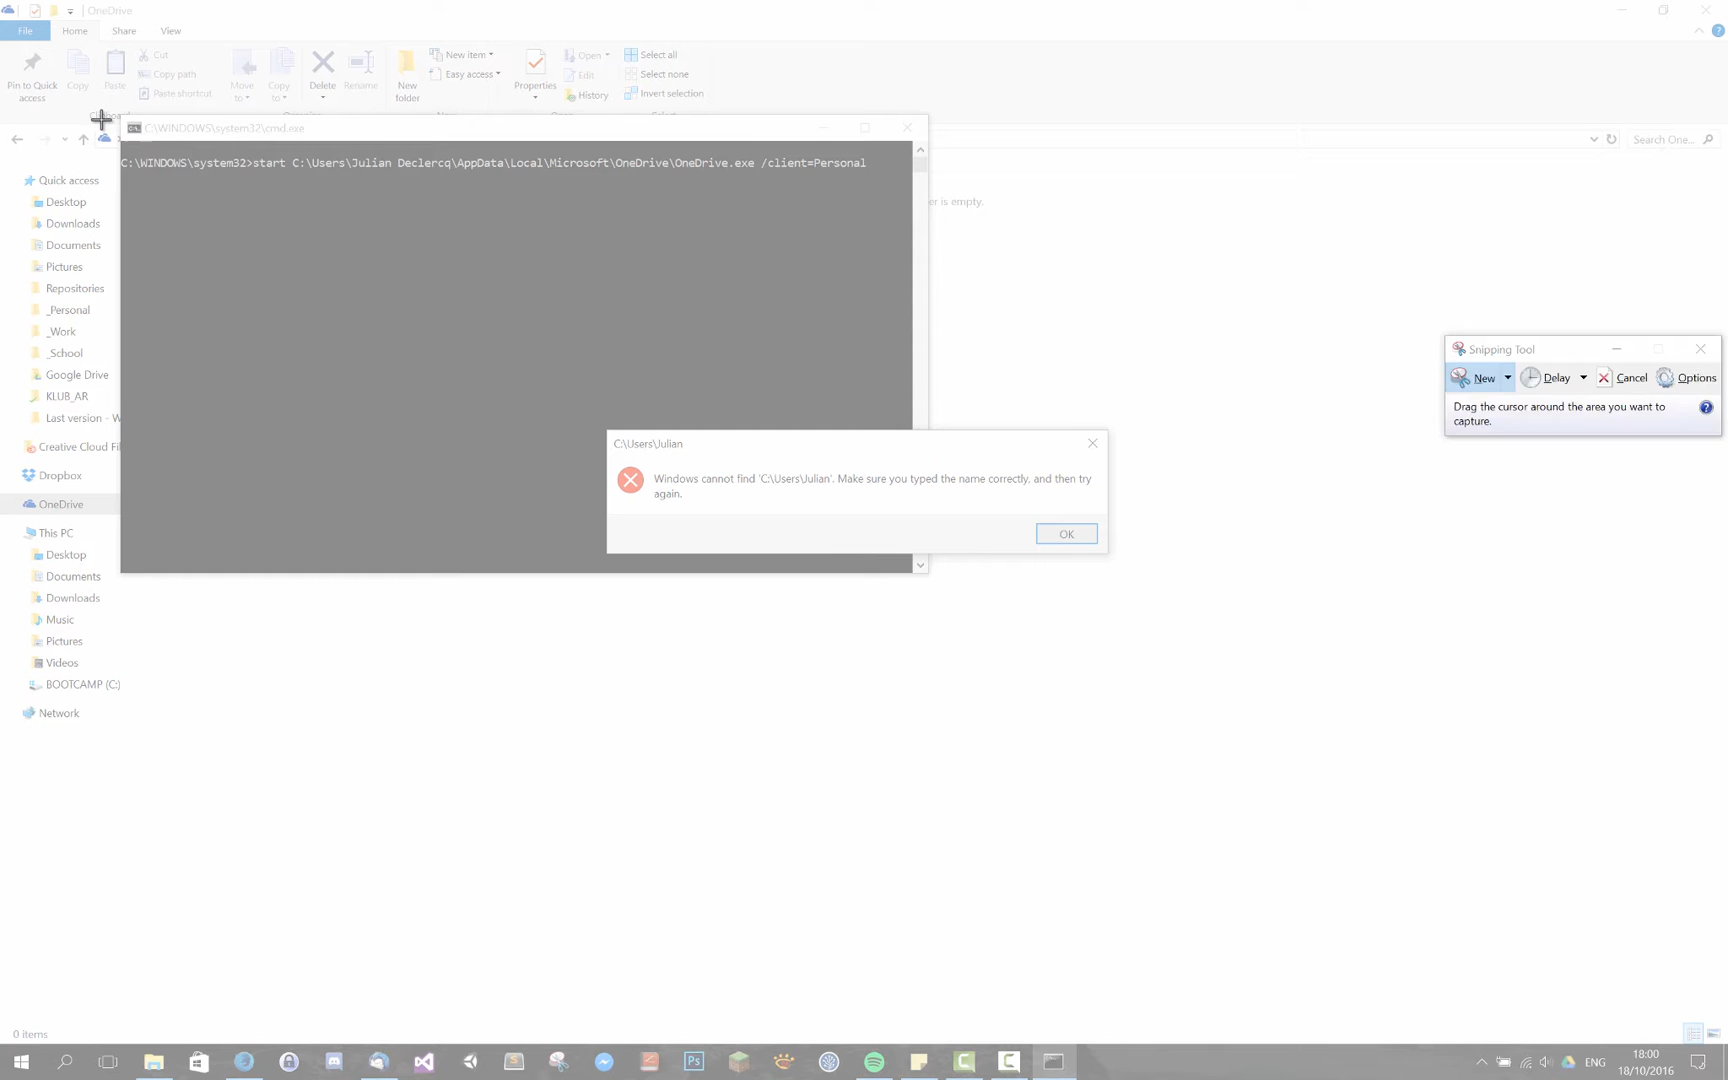 OneDrive
File Home Share View
Pin to Quick access
Copy
Paste
Cut
Copy path
Paste shortcut
Move to
Copy to
Delete
Rename
New folder
New item
Easy access
Properties
Open
Edit
History
Select all
Select none
Invert selection
Search One...
C:\WINDOWS\system32\cmd.exe
C:\WINDOWS\system32>start C:\Users\Julian Declercq\AppData\Local\Microsoft\OneDrive\OneDrive.exe /client=Personal
er is empty.
Quick access
Desktop
Downloads
Documents
Pictures
Repositories
_Personal
_Work
_School
Google Drive
KLUB_AR
Last version - W
Creative Cloud Fil
Dropbox
OneDrive
This PC
Desktop
Documents
Downloads
Music
Pictures
Videos
BOOTCAMP (C:)
Network
Snipping Tool
New Delay Cancel Options
Drag the cursor around the area you want to
capture.
C:\Users\Julian
Windows cannot find 'C:\Users\Julian'. Make sure you typed the name correctly, and then try
again.
OK
0 items
ENG
18:00
18/10/2016